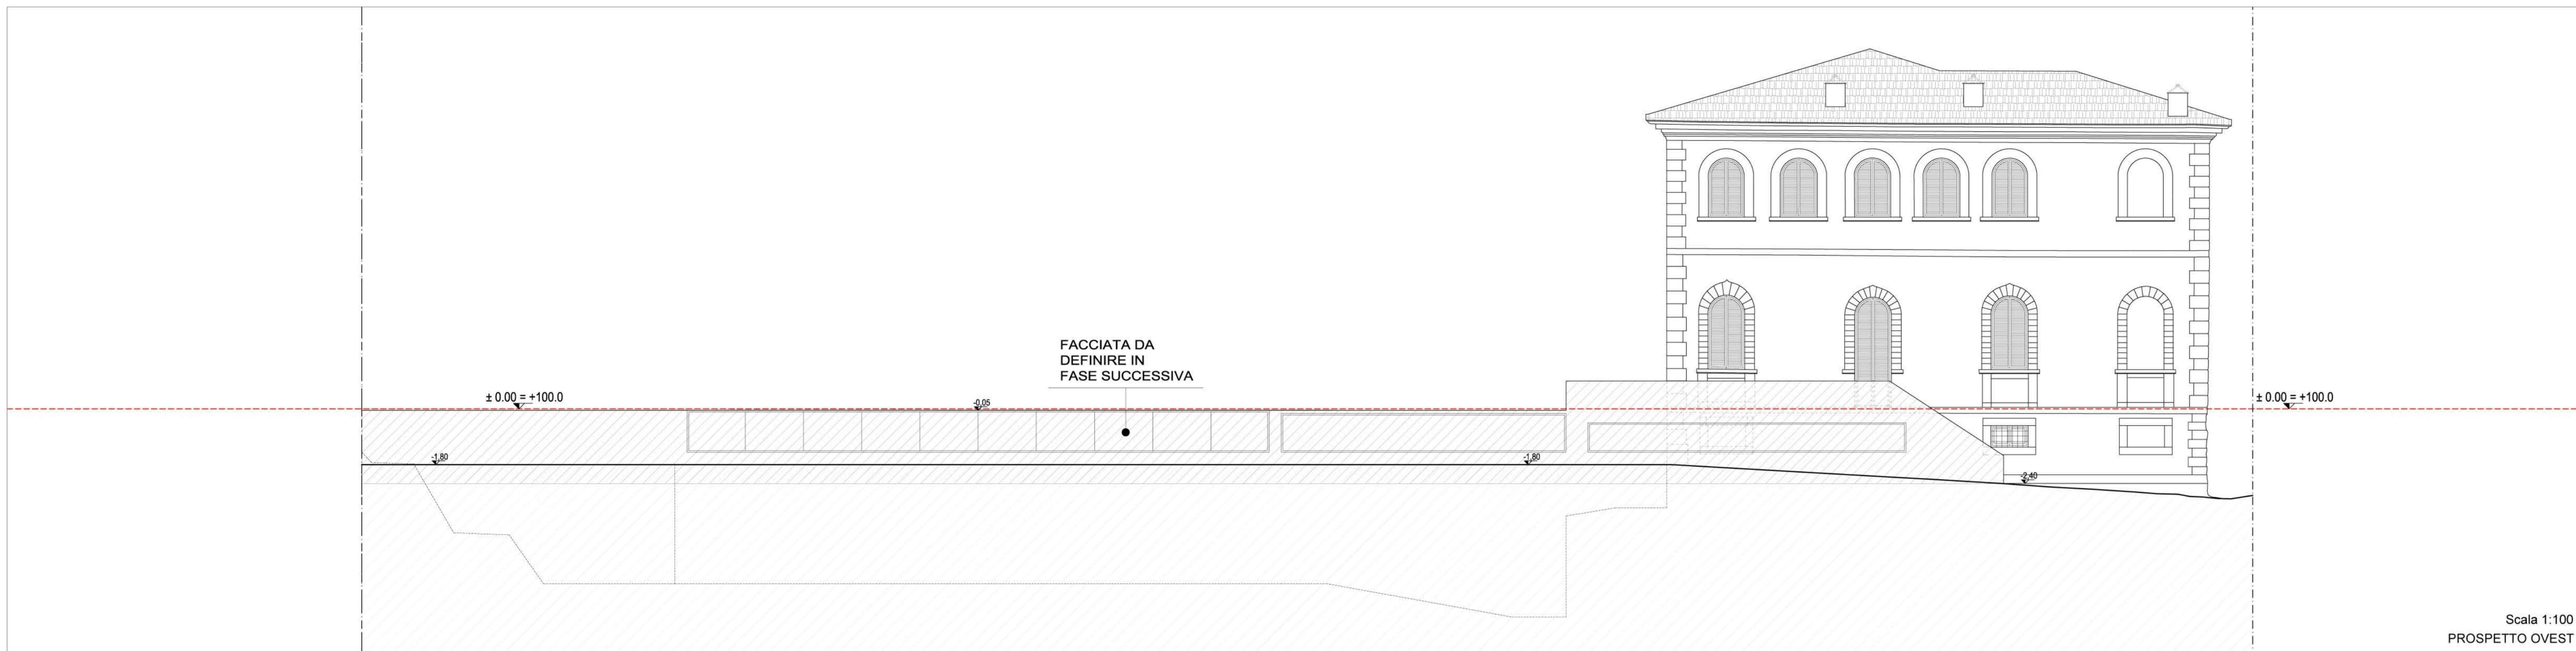 FACCIATA DA
DEFINIRE IN
FASE SUCCESSIVA
± 0.00 = +100.0
-0,05
± 0.00 = +100.0
-1,80
-1,80
-2,40
Scala 1:100
PROSPETTO OVEST